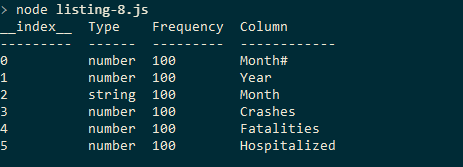 > node listing-8.js
__index__  Type    Frequency  Column
---------  ------  ---------  ------------
0          number  100        Month#
1          number  100        Year
2          string  100        Month
3          number  100        Crashes
4          number  100        Fatalities
5          number  100        Hospitalized